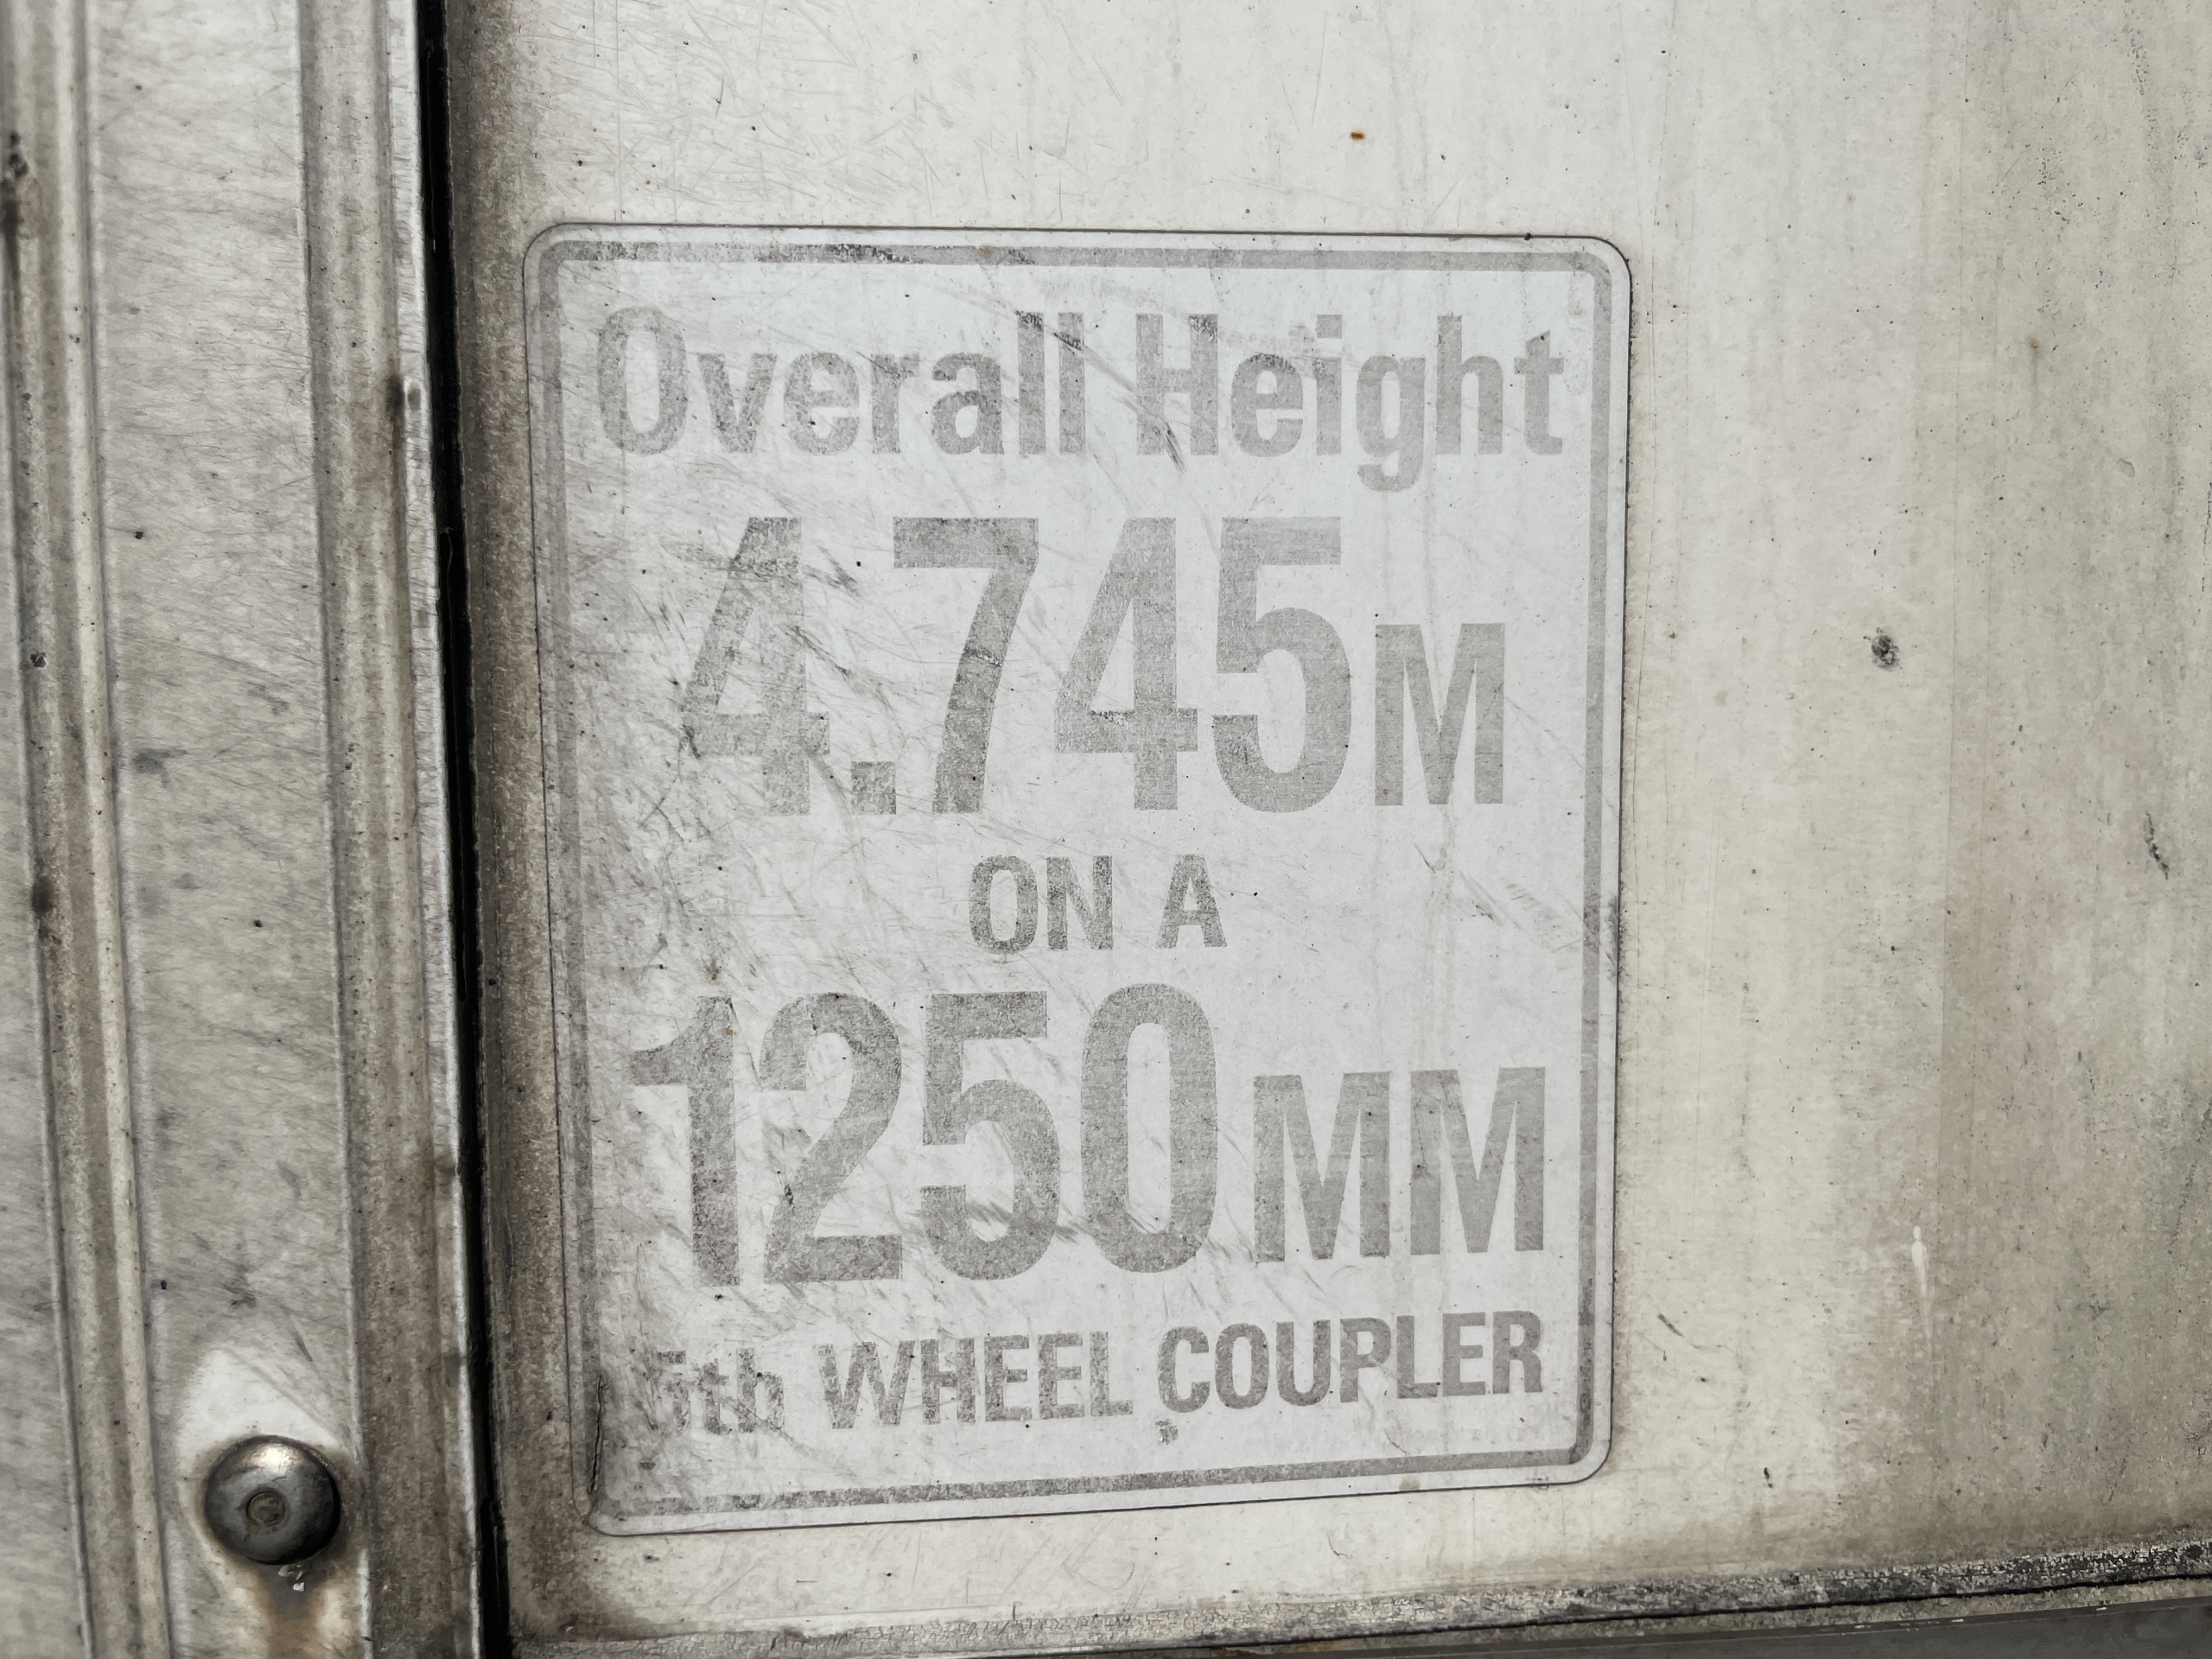 Overall Height
4.745M
ON A
1250MM
5th WHEEL COUPLER